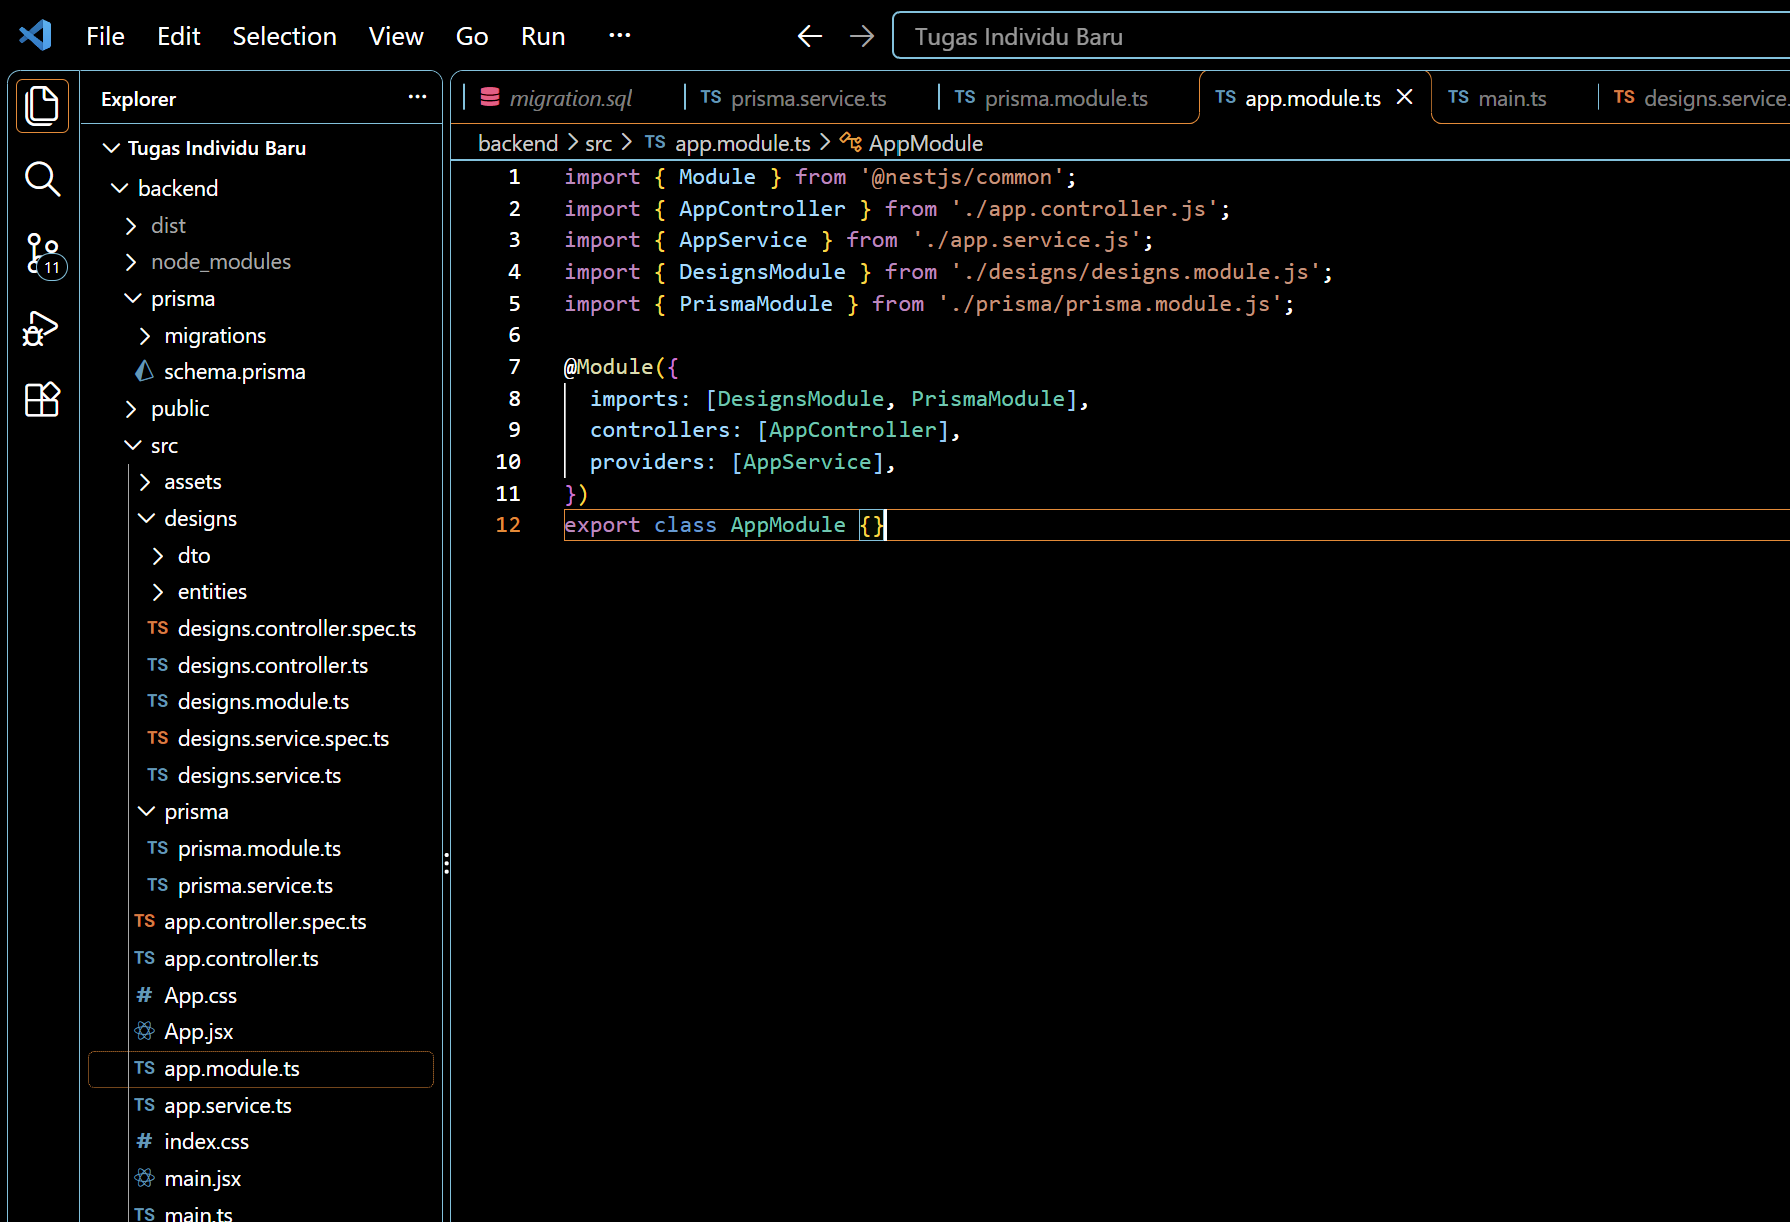 File Edit Selection View Go Run ···
Tugas Individu Baru
Explorer ···
migration.sql
TS prisma.service.ts
TS prisma.module.ts
TS app.module.ts
TS main.ts
TS designs.service.
backend > src > TS app.module.ts > AppModule
11
Tugas Individu Baru
backend
dist
node_modules
prisma
migrations
schema.prisma
public
src
assets
designs
dto
entities
TS designs.controller.spec.ts
TS designs.controller.ts
TS designs.module.ts
TS designs.service.spec.ts
TS designs.service.ts
prisma
TS prisma.module.ts
TS prisma.service.ts
TS app.controller.spec.ts
TS app.controller.ts
# App.css
App.jsx
TS app.module.ts
TS app.service.ts
# index.css
main.jsx
TS main.ts
1 import { Module } from '@nestjs/common';
2 import { AppController } from './app.controller.js';
3 import { AppService } from './app.service.js';
4 import { DesignsModule } from './designs/designs.module.js';
5 import { PrismaModule } from './prisma/prisma.module.js';
6
7 @Module({
8 imports: [DesignsModule, PrismaModule],
9 controllers: [AppController],
10 providers: [AppService],
11 })
12 export class AppModule {}